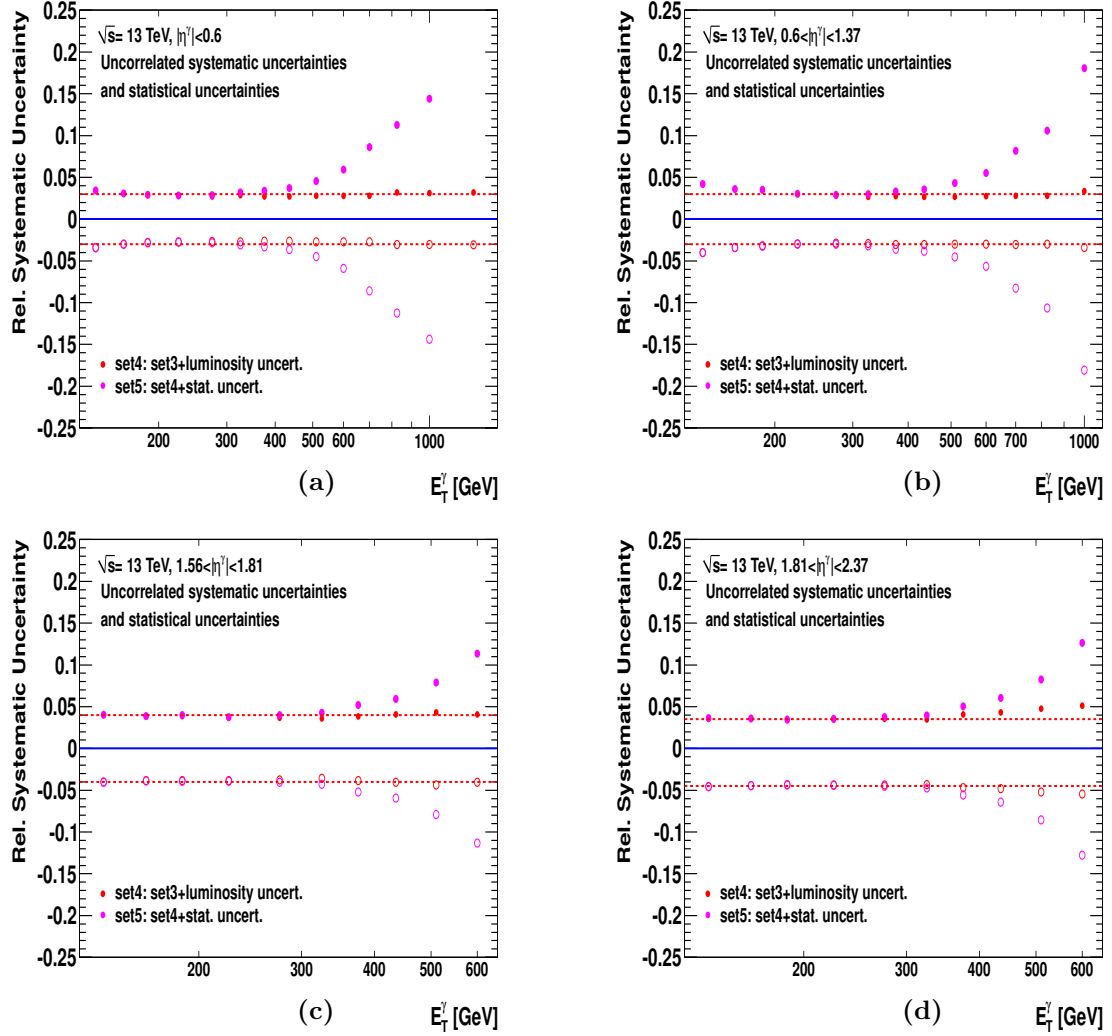 Rel. Systematic Uncertainty
0.25
0.2
0.15
0.1
0.05
0
-0.05
-0.1
-0.15
-0.2
-0.25
√s= 13 TeV, |η^γ|<0.6
Uncorrelated systematic uncertainties
and statistical uncertainties
set4: set3+luminosity uncert.
set5: set4+stat. uncert.
200 300 400 500 600 1000
(a)
E_T^γ [GeV]
Rel. Systematic Uncertainty
0.25
0.2
0.15
0.1
0.05
0
-0.05
-0.1
-0.15
-0.2
-0.25
√s= 13 TeV, 0.6<|η^γ|<1.37
Uncorrelated systematic uncertainties
and statistical uncertainties
set4: set3+luminosity uncert.
set5: set4+stat. uncert.
200 300 400 500 600 700 1000
(b)
E_T^γ [GeV]
Rel. Systematic Uncertainty
0.25
0.2
0.15
0.1
0.05
0
-0.05
-0.1
-0.15
-0.2
-0.25
√s= 13 TeV, 1.56<|η^γ|<1.81
Uncorrelated systematic uncertainties
and statistical uncertainties
set4: set3+luminosity uncert.
set5: set4+stat. uncert.
200 300 400 500 600
(c)
E_T^γ [GeV]
Rel. Systematic Uncertainty
0.25
0.2
0.15
0.1
0.05
0
-0.05
-0.1
-0.15
-0.2
-0.25
√s= 13 TeV, 1.81<|η^γ|<2.37
Uncorrelated systematic uncertainties
and statistical uncertainties
set4: set3+luminosity uncert.
set5: set4+stat. uncert.
200 300 400 500 600
(d)
E_T^γ [GeV]